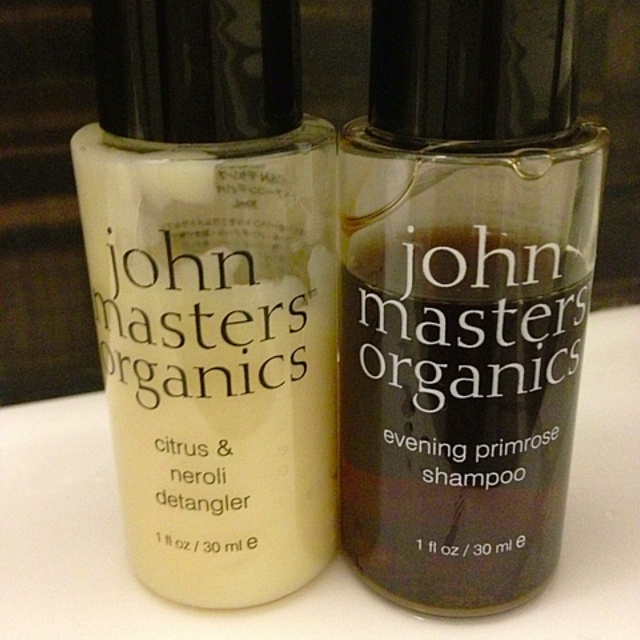 john
masters
organics
citrus &
neroli
detangler
1 fl oz / 30 ml e
john
masters
organics
evening primrose
shampoo
1 fl oz / 30 ml e